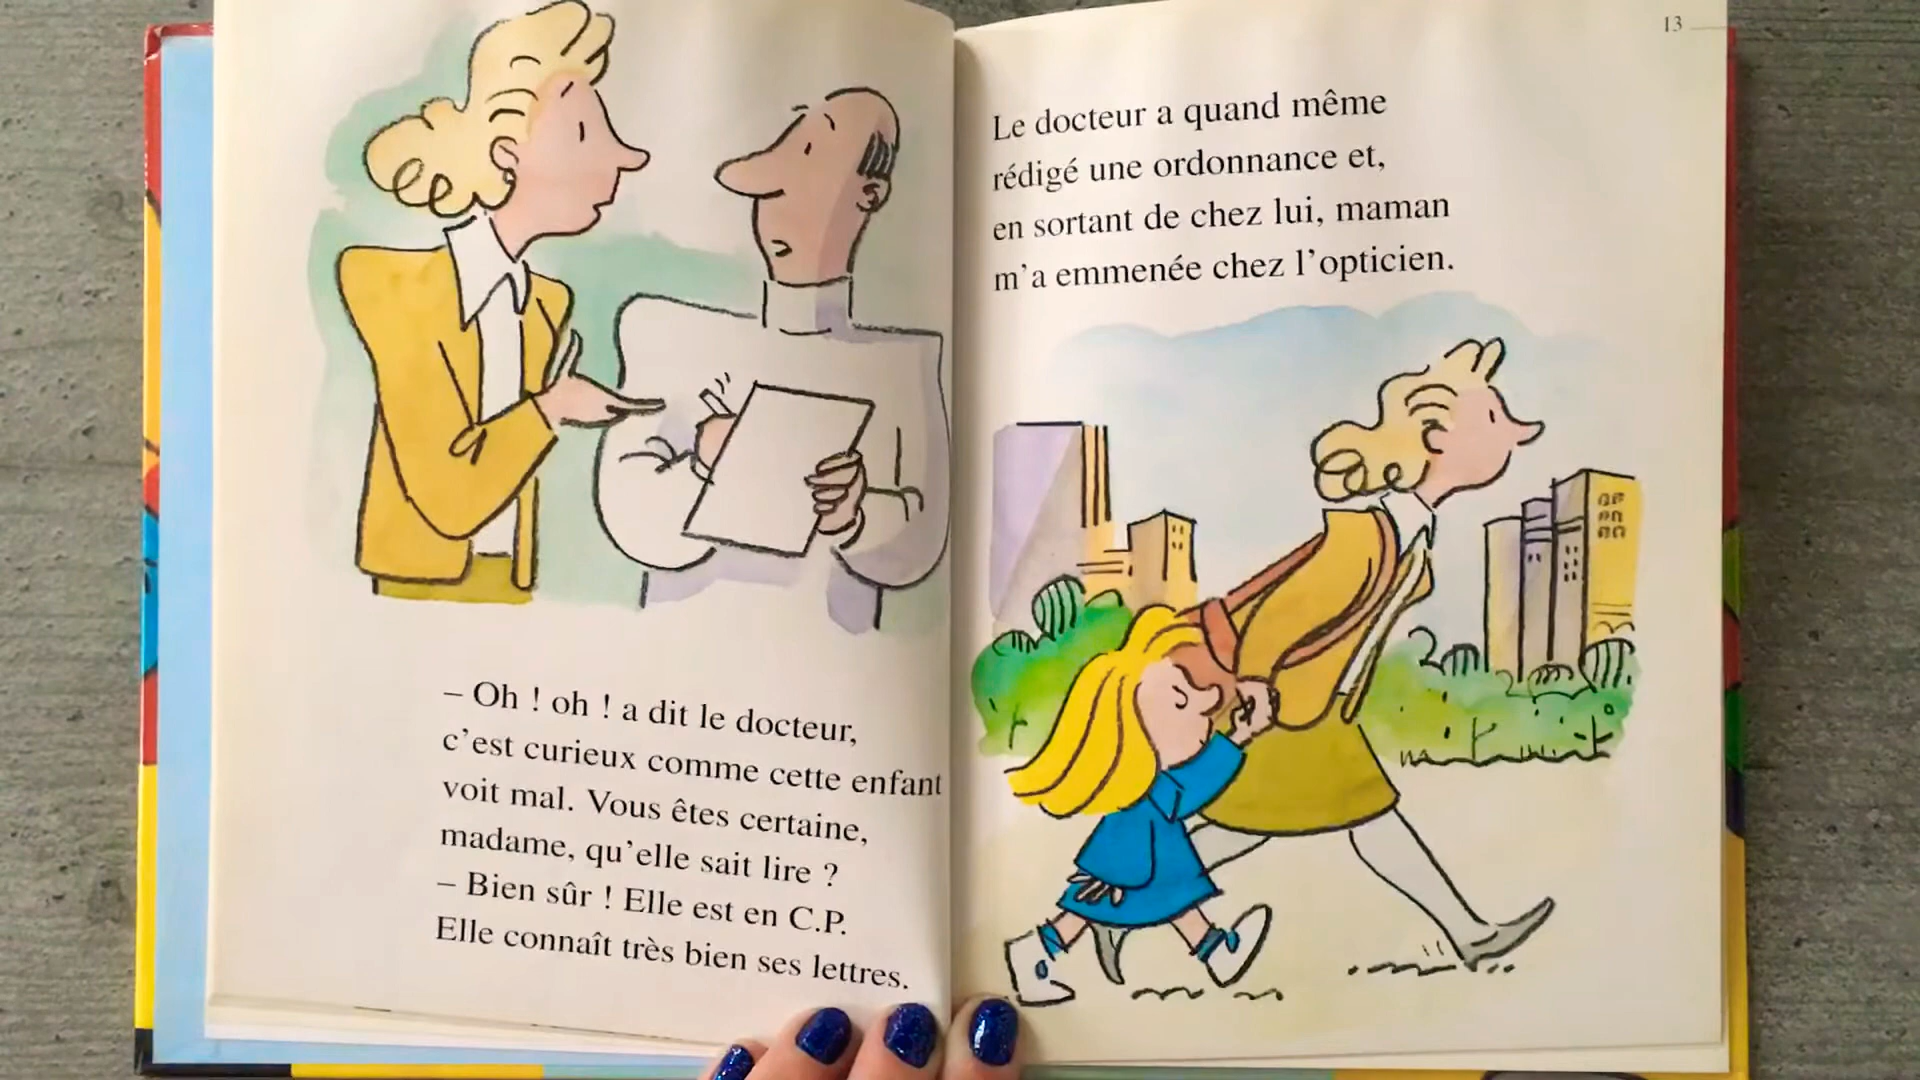 – Oh ! oh ! a dit le docteur,
c’est curieux comme cette enfant
voit mal. Vous êtes certaine,
madame, qu’elle sait lire ?
– Bien sûr ! Elle est en C.P.
Elle connaît très bien ses lettres.
13
Le docteur a quand même
rédigé une ordonnance et,
en sortant de chez lui, maman
m’a emmenée chez l’opticien.